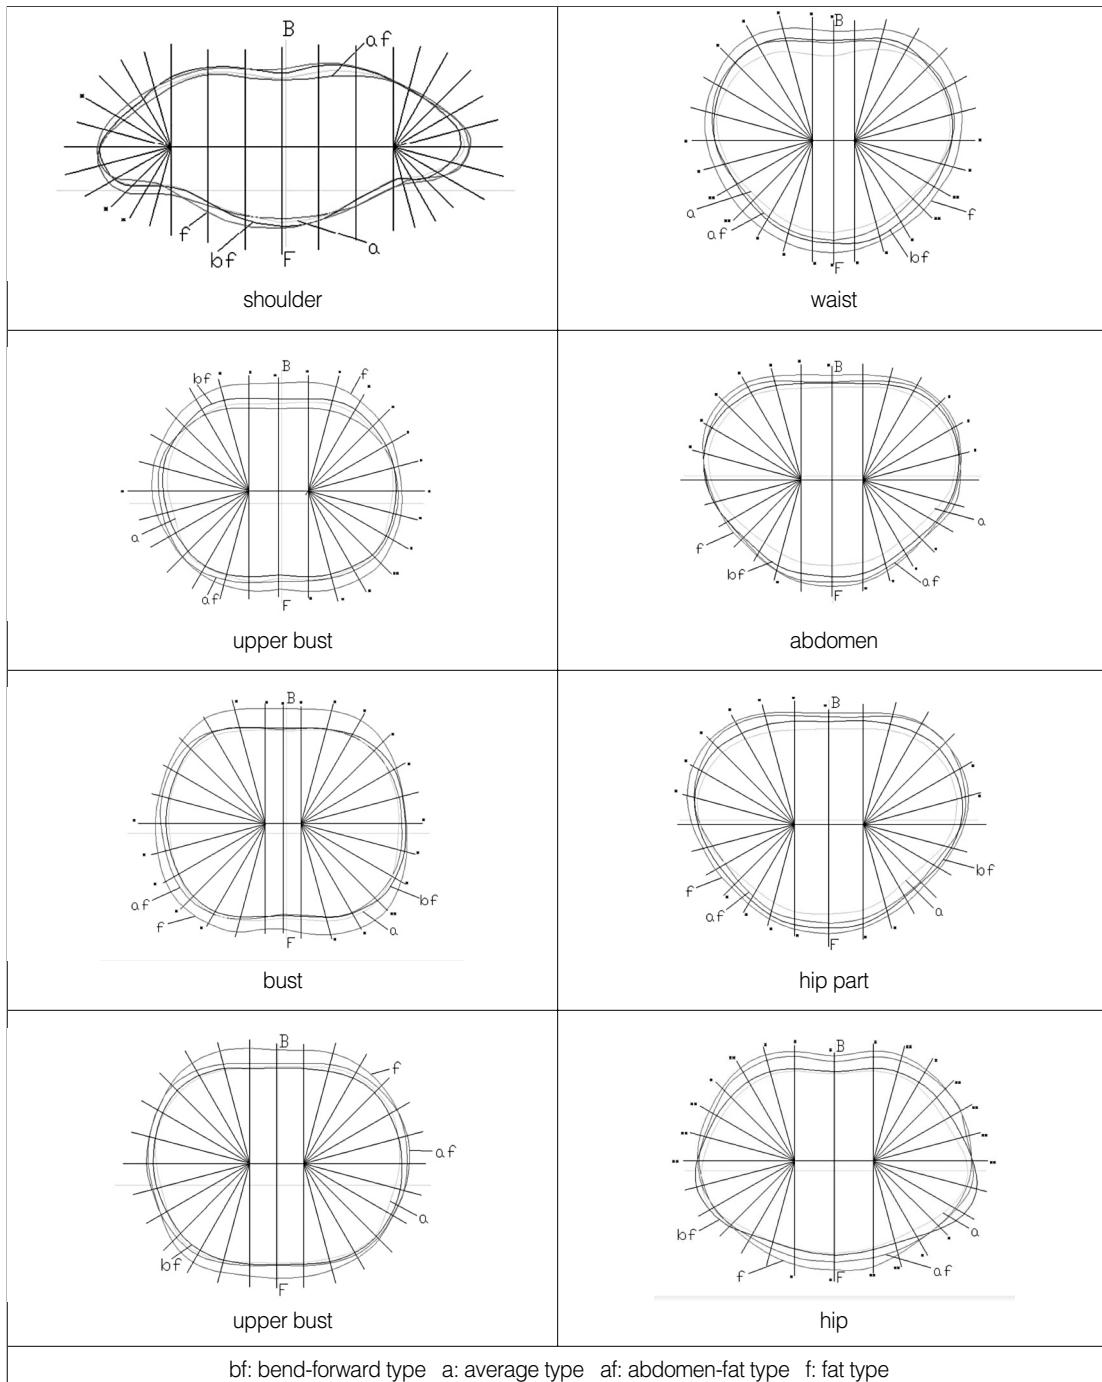 B
af
f
bf
F
a
shoulder
B
a
af
f
bf
F
waist
B
bf
f
a
af
F
upper bust
B
a
f
bf
af
F
abdomen
B
af
f
bf
a
F
bust
B
bf
f
a
af
F
hip part
B
f
af
a
bf
F
upper bust
B
bf
a
f
af
F
hip
bf: bend-forward type a: average type af: abdomen-fat type f: fat type